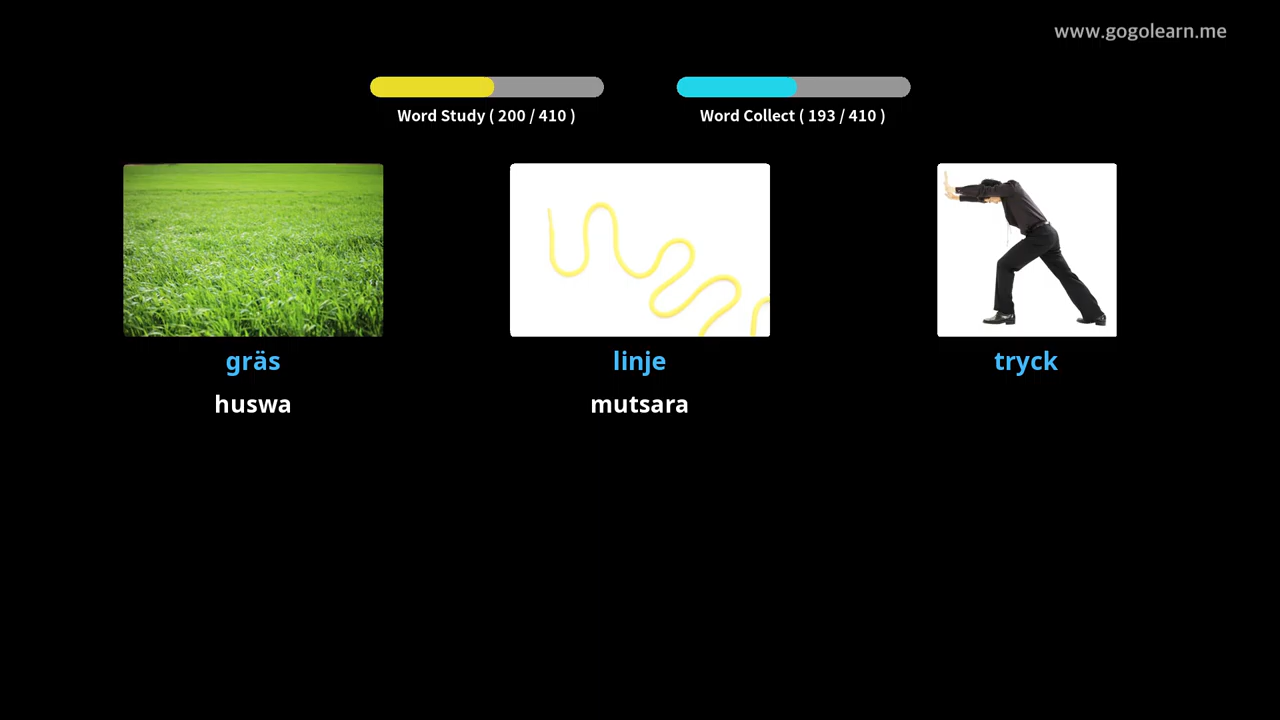 www.gogolearn.me
Word Study ( 200 / 410 )
Word Collect ( 193 / 410 )
gräs
linje
tryck
huswa
mutsara